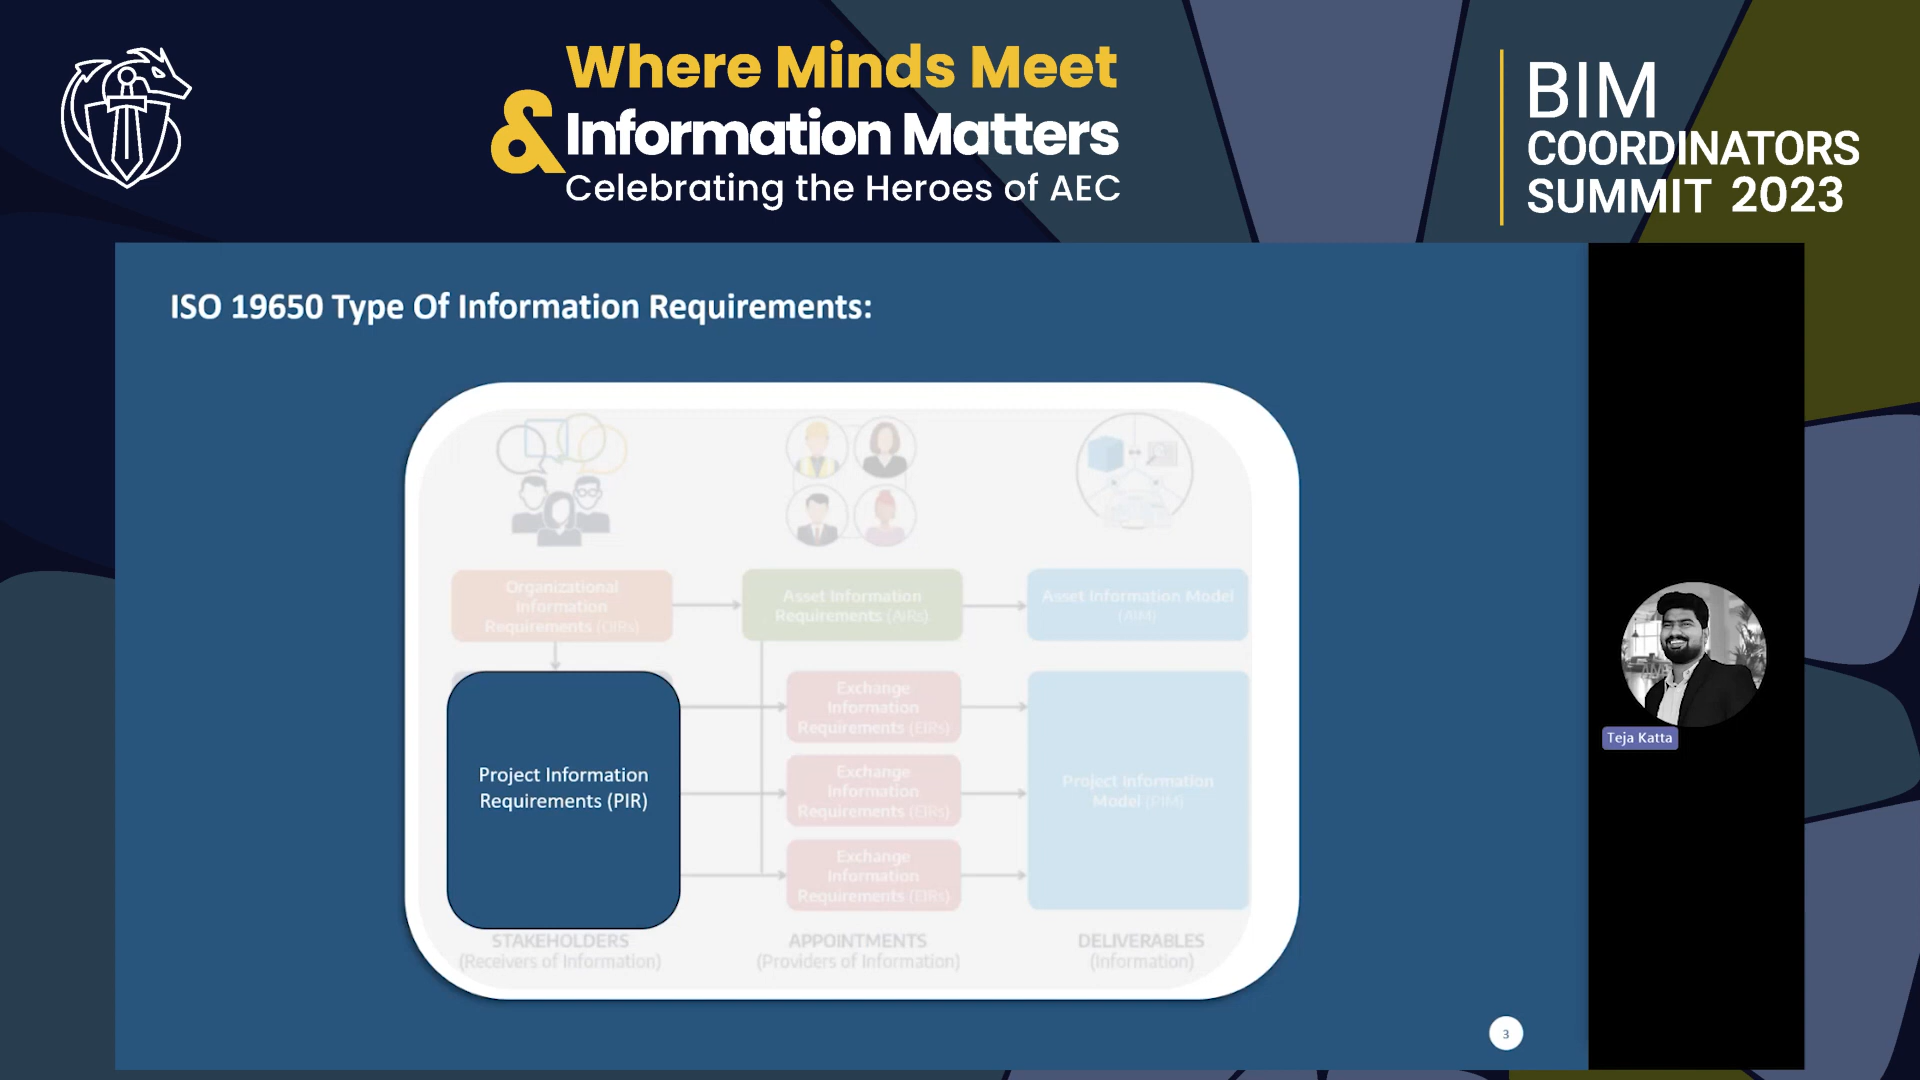 Where Minds Meet
& Information Matters
Celebrating the Heroes of AEC
BIM
COORDINATORS
SUMMIT 2023
ISO 19650 Type Of Information Requirements:
Organizational
Information
Requirements (OIRs)
Asset Information
Requirements (AIRs)
Asset Information Model
(AIM)
Project Information
Requirements (PIR)
Exchange
Information
Requirements (EIRs)
Exchange
Information
Requirements (EIRs)
Exchange
Information
Requirements (EIRs)
Project Information
Model (PIM)
STAKEHOLDERS
(Receivers of Information)
APPOINTMENTS
(Providers of Information)
DELIVERABLES
(Information)
Teja Katta
3